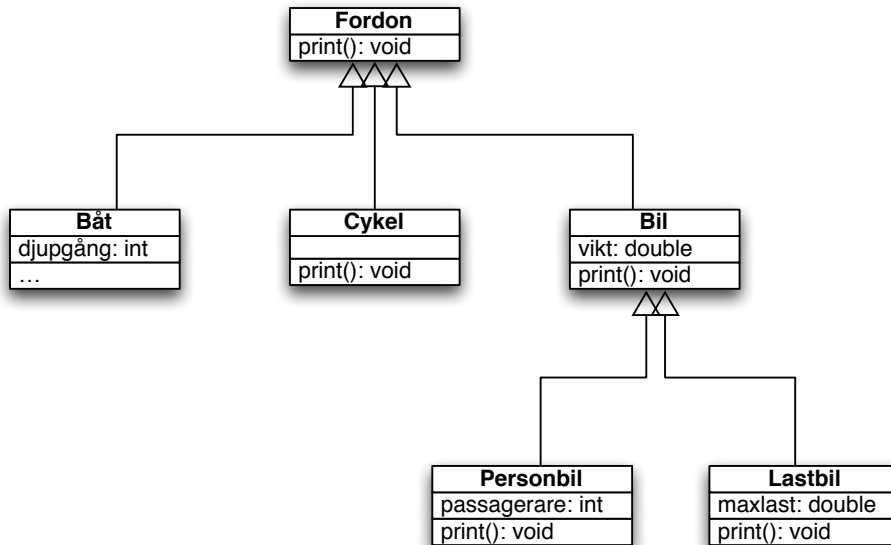 Fordon
print(): void
Båt
djupgång: int
…
Cykel
print(): void
Bil
vikt: double
print(): void
Personbil
passagerare: int
print(): void
Lastbil
maxlast: double
print(): void